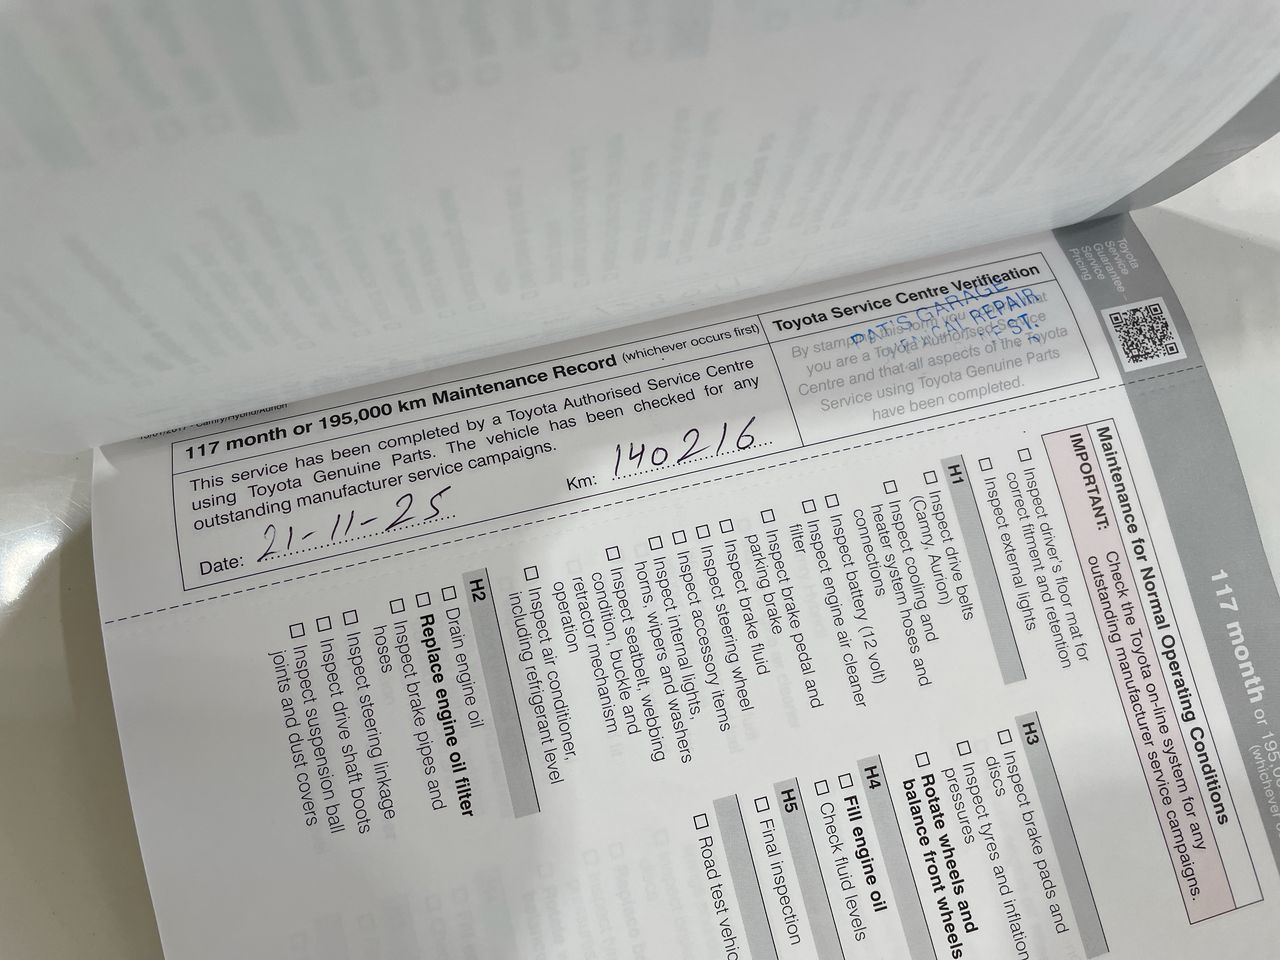 Toyota
Service
Guarantee –
Service
Pricing
117 month or 195,0
(whichever
117 month or 195,000 km Maintenance Record (whichever occurs first)
This service has been completed by a Toyota Authorised Service Centre
using Toyota Genuine Parts. The vehicle has been checked for any
outstanding manufacturer service campaigns.
Date: 21-11-25
Km: 140216
Toyota Service Centre Verification
By stamping this form you
you are a Toyota Authorised Service
Centre and that all aspects of the Toyota
Service using Toyota Genuine Parts
have been completed.
PAT'S GARAGE
REPAIR
ST.
Maintenance for Normal Operating Conditions
IMPORTANT: Check the Toyota on-line system for any
outstanding manufacturer service campaigns.
Inspect driver's floor mat for
correct fitment and retention
Inspect external lights
H1
Inspect drive belts
(Camry, Aurion)
Inspect cooling and
heater system hoses and
connections
Inspect battery (12 volt)
Inspect engine air cleaner
filter
Inspect brake pedal and
parking brake
Inspect brake fluid
Inspect steering wheel
Inspect accessory items
Inspect internal lights,
horns, wipers and washers
Inspect seatbelt, webbing
condition, buckle and
retractor mechanism
operation
Inspect air conditioner,
including refrigerant level
H2
Drain engine oil
Replace engine oil filter
Inspect brake pipes and
hoses
Inspect steering linkage
Inspect drive shaft boots
Inspect suspension ball
joints and dust covers
H3
Inspect brake pads and
discs
Inspect tyres and inflation
pressures
Rotate wheels and
balance front wheels
H4
Fill engine oil
Check fluid levels
H5
Final inspection
Road test vehic